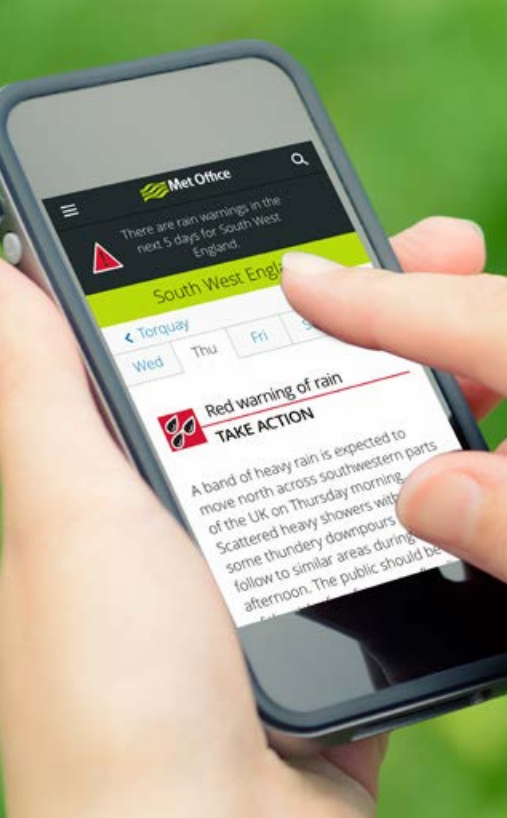 Met Office
There are rain warnings in the
next 5 days for South West
England.
South West Engla
Torquay
Wed Thu Fri S
Red warning of rain
TAKE ACTION
A band of heavy rain is expected to
move north across southwestern parts
of the UK on Thursday morning.
Scattered heavy showers with
some thundery downpours
follow to similar areas during
afternoon. The public should be